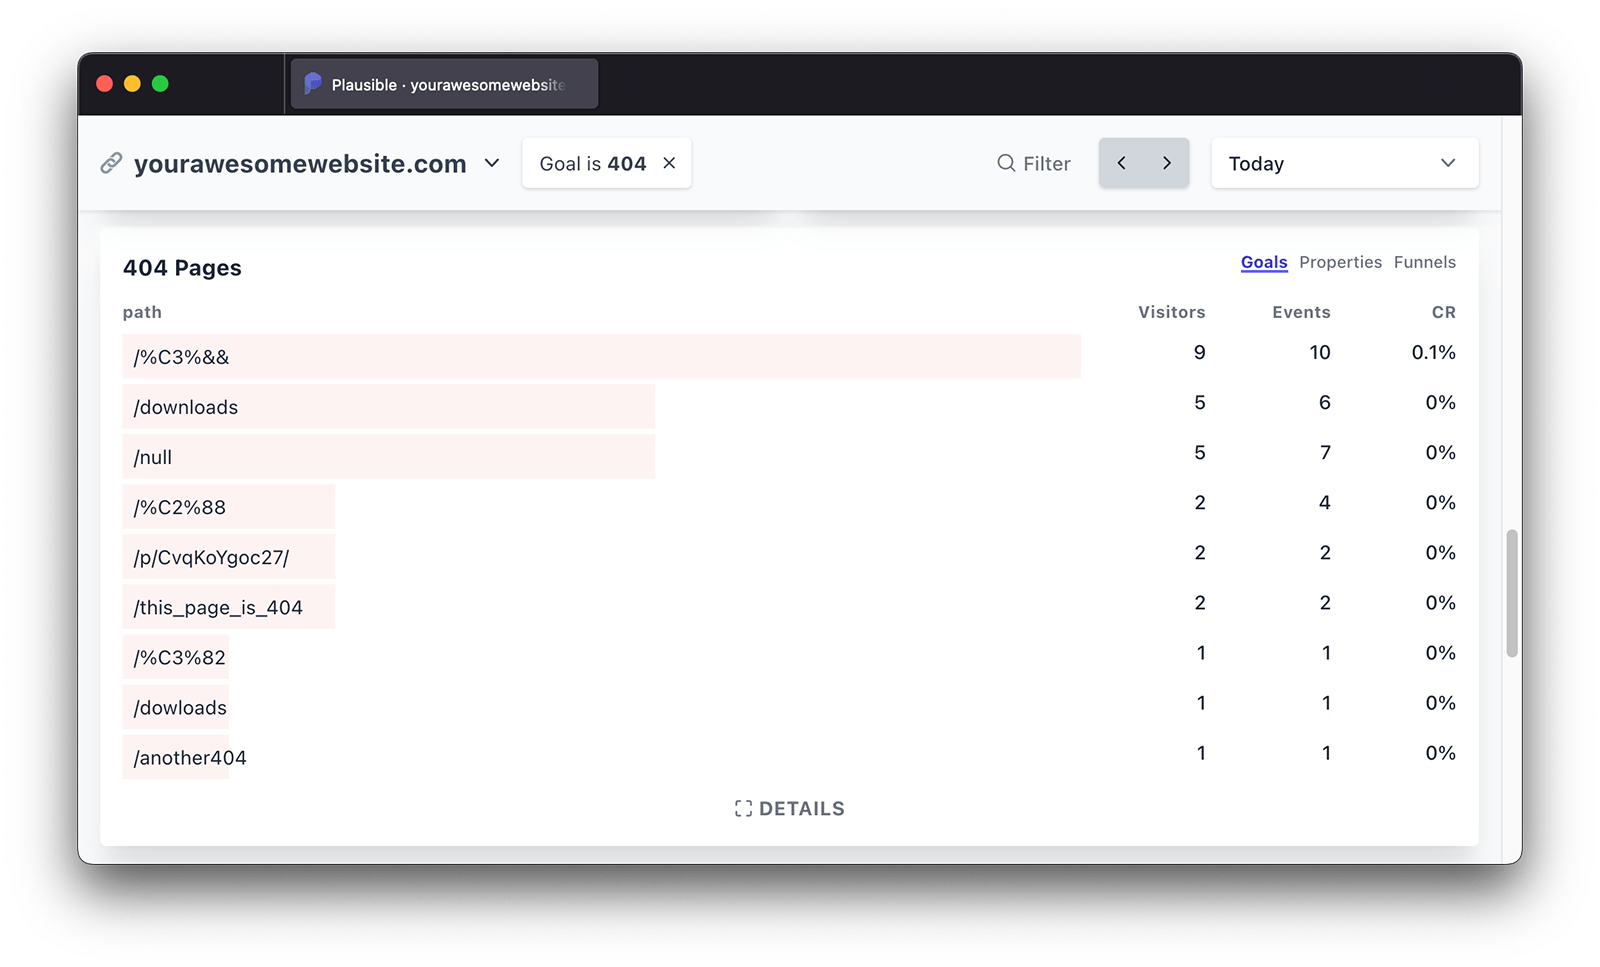 Plausible · yourawesomewebsite
yourawesomewebsite.com Goal is 404 Filter Today
404 Pages Goals Properties Funnels
path Visitors Events CR
/%C3%&& 9 10 0.1%
/downloads 5 6 0%
/null 5 7 0%
/%C2%88 2 4 0%
/p/CvqKoYgoc27/ 2 2 0%
/this_page_is_404 2 2 0%
/%C3%82 1 1 0%
/dowloads 1 1 0%
/another404 1 1 0%
DETAILS